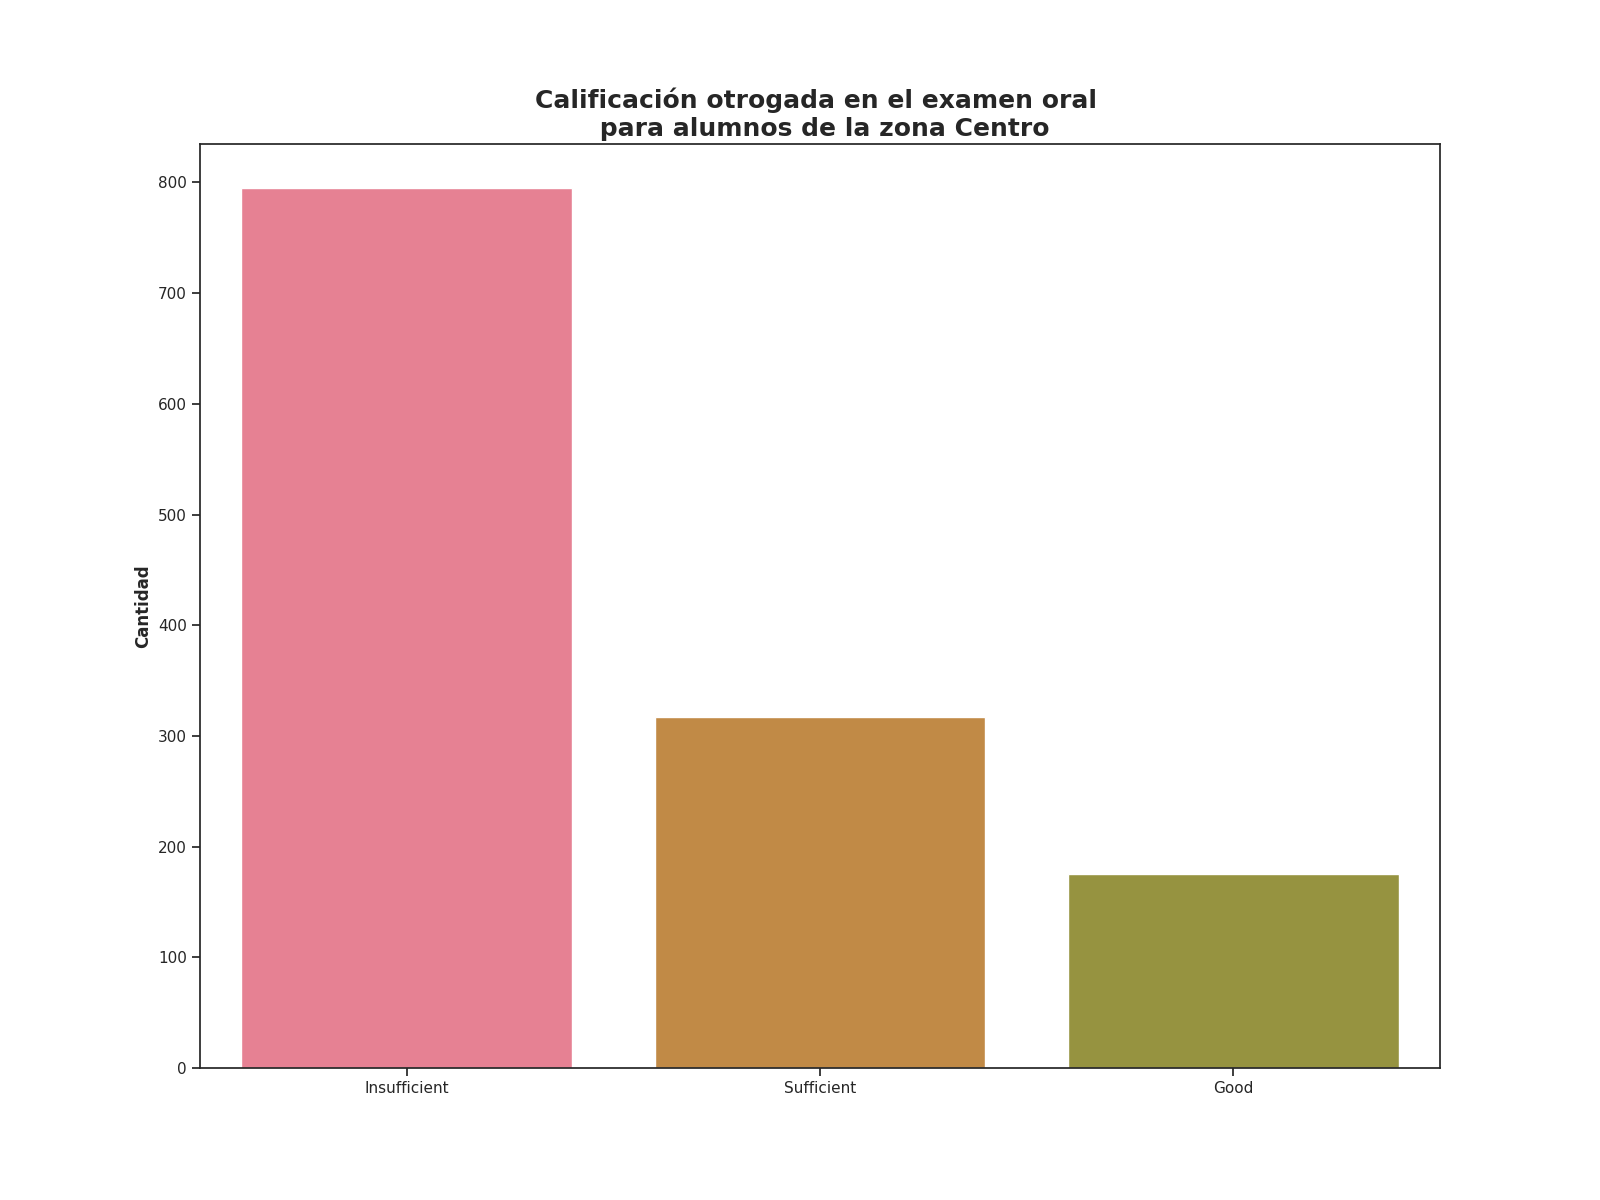 Calificación otrogada en el examen oral
para alumnos de la zona Centro
800
700
600
500
400
300
200
100
0
Cantidad
Insufficient
Sufficient
Good